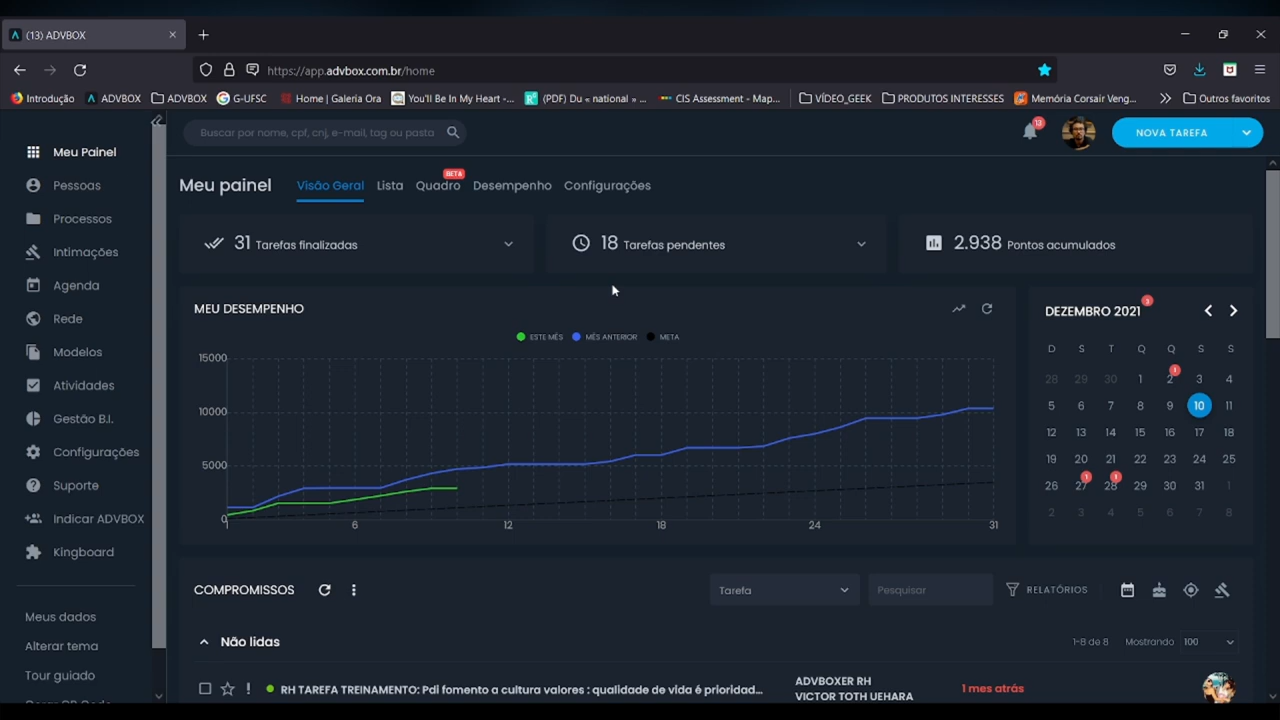 (13) ADVBOX
https://app.advbox.com.br/home
Introdução
ADVBOX
ADVBOX
G-UFSC
Home | Galeria Ora
You'll Be In My Heart -...
(PDF) Du « national » ...
CIS Assessment - Map...
VÍDEO_GEEK
PRODUTOS INTERESSES
Memória Corsair Veng...
Outros favoritos
Buscar por nome, cpf, cnj, e-mail, tag ou pasta
13
NOVA TAREFA
Meu Painel
Pessoas
Processos
Intimações
Agenda
Rede
Modelos
Atividades
Gestão B.I.
Configurações
Suporte
Indicar ADVBOX
Kingboard
Meus dados
Alterar tema
Tour guiado
Gerar QR Code
Meu painel
Visão Geral
Lista
Quadro
BETA
Desempenho
Configurações
31 Tarefas finalizadas
18 Tarefas pendentes
2.938 Pontos acumulados
MEU DESEMPENHO
ESTE MÊS
MÊS ANTERIOR
META
15000
10000
5000
0
1 6 12 18 24 31
DEZEMBRO 2021
3
D S T Q Q S S
28 29 30 1 2 3 4
1
5 6 7 8 9 10 11
12 13 14 15 16 17 18
19 20 21 22 23 24 25
1 1
26 27 28 29 30 31 1
2 3 4 5 6 7 8
COMPROMISSOS
Tarefa
Pesquisar
RELATÓRIOS
Não lidas
1-8 de 8
Mostrando
100
RH TAREFA TREINAMENTO: Pdi fomento a cultura valores : qualidade de vida é prioridad...
ADVBOXER RH
VICTOR TOTH UEHARA
1 mes atrás